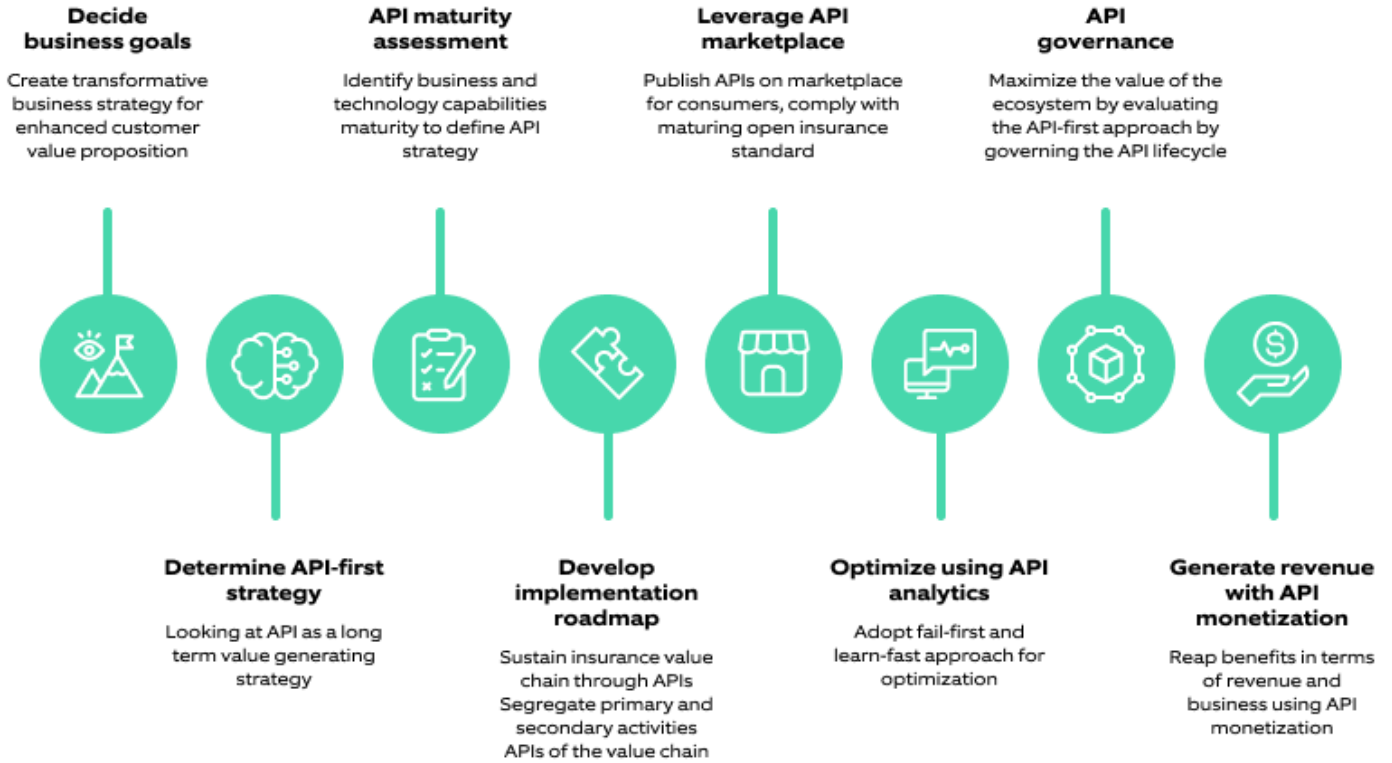 Decide
business goals
Create transformative
business strategy for
enhanced customer
value proposition
Determine API-first
strategy
Looking at API as a long
term value generating
strategy
API maturity
assessment
Identify business and
technology capabilities
maturity to define API
strategy
Develop
implementation
roadmap
Sustain insurance value
chain through APIs
Segregate primary and
secondary activities
APIs of the value chain
Leverage API
marketplace
Publish APIs on marketplace
for consumers, comply with
maturing open insurance
standard
Optimize using API
analytics
Adopt fail-first and
learn-fast approach for
optimization
API
governance
Maximize the value of the
ecosystem by evaluating
the API-first approach by
governing the API lifecycle
Generate revenue
with API
monetization
Reap benefits in terms
of revenue and
business using API
monetization